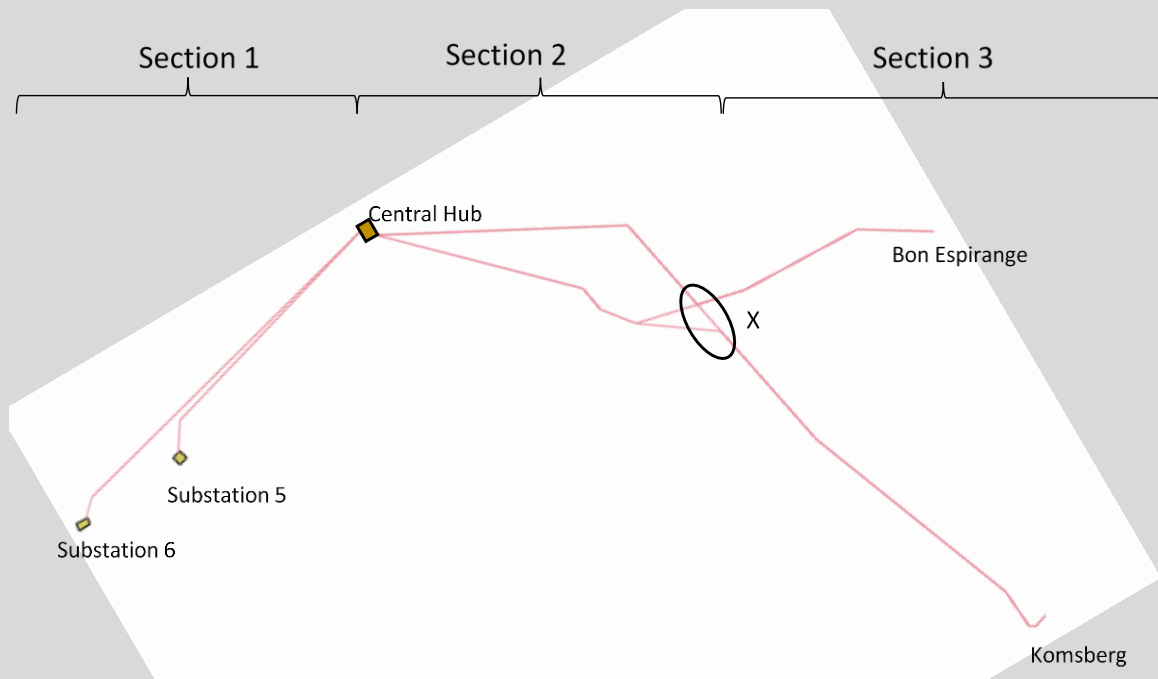 Section 1
Section 2
Section 3
Central Hub
Bon Espirange
X
Substation 5
Substation 6
Komsberg